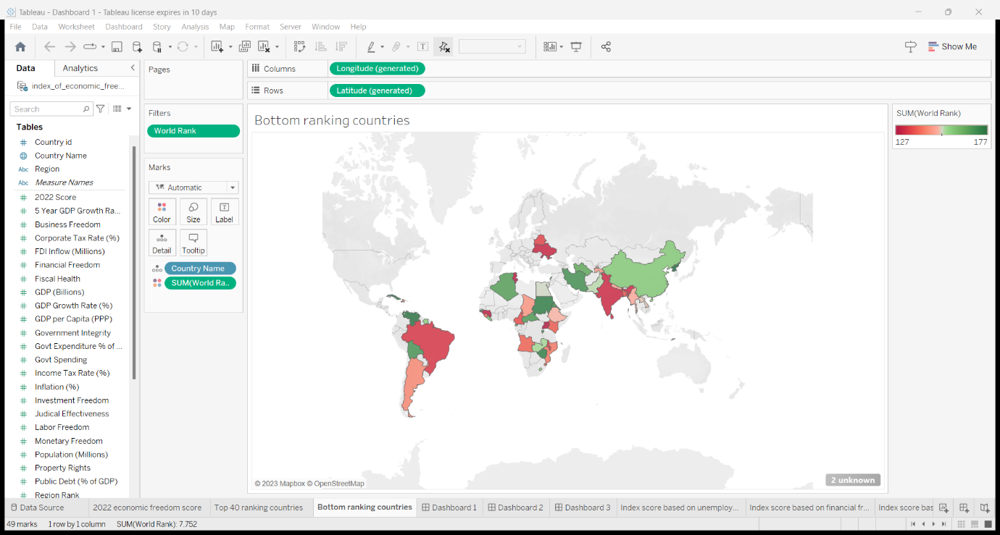 Tableau - Dashboard 1 - Tableau license expires in 10 days
File Data Worksheet Dashboard Story Analysis Map Format Server Window Help
Show Me
Data Analytics
index_of_economic_free...
Search
Tables
Country id
Country Name
Abc Region
Abc Measure Names
2022 Score
5 Year GDP Growth Ra...
Business Freedom
Corporate Tax Rate (%)
FDI Inflow (Millions)
Financial Freedom
Fiscal Health
GDP (Billions)
GDP Growth Rate (%)
GDP per Capita (PPP)
Government Integrity
Govt Expenditure % of ...
Govt Spending
Income Tax Rate (%)
Inflation (%)
Investment Freedom
Judical Effectiveness
Labor Freedom
Monetary Freedom
Population (Millions)
Property Rights
Public Debt (% of GDP)
Region Rank
Pages
Filters
World Rank
Marks
Automatic
Color Size Label
Detail Tooltip
Country Name
SUM(World Ra..
Columns Longitude (generated)
Rows Latitude (generated)
Bottom ranking countries
© 2023 Mapbox © OpenStreetMap
2 unknown
SUM(World Rank)
127 177
Data Source 2022 economic freedom score Top 40 ranking countries Bottom ranking countries Dashboard 1 Dashboard 2 Dashboard 3 Index score based on unemploy... Index score based on financial fr... Index score bas
49 marks 1 row by 1 column SUM(World Rank): 7.752